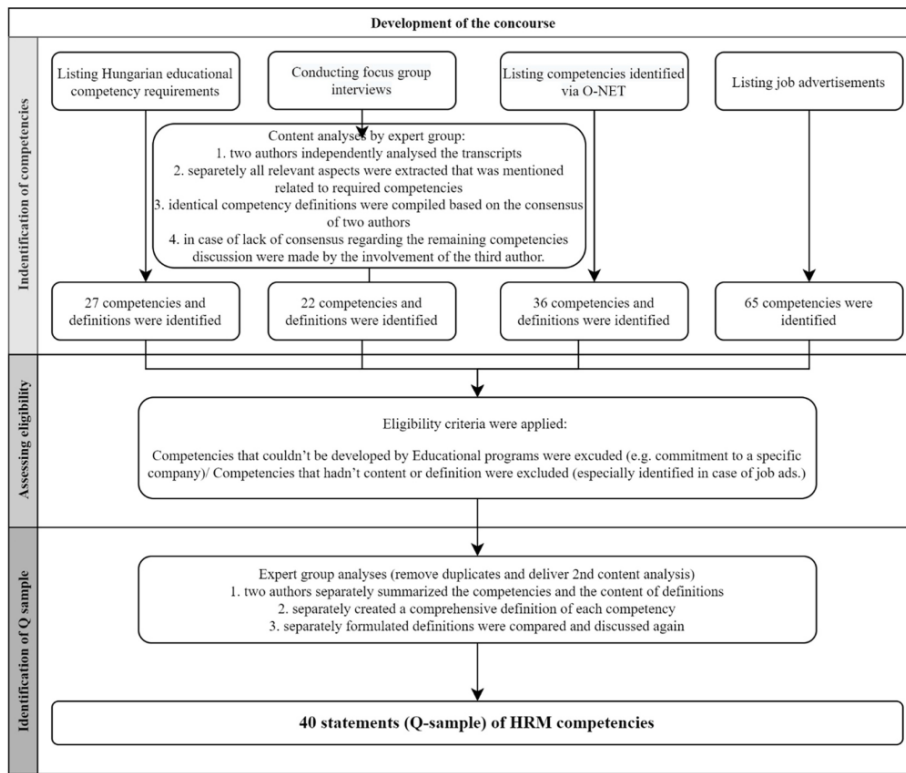 Development of the concourse
Indentification of competencies
Listing Hungarian educational
competency requirements
Conducting focus group
interviews
Listing competencies identified
via O-NET
Listing job advertisements
Content analyses by expert group:
1. two authors independently analysed the transcripts
2. separetely all relevant aspects were extracted that was mentioned
related to required competencies
3. identical competency definitions were compiled based on the consensus
of two authors
4. in case of lack of consensus regarding the remaining competencies
discussion were made by the involvement of the third author.
27 competencies and
definitions were identified
22 competencies and
definitions were identified
36 competencies and
definitions were identified
65 competencies were
identified
Assessing eligibility
Eligibility criteria were applied:
Competencies that couldn't be developed by Educational programs were excuded (e.g. commitment to a specific
company)/ Competencies that hadn't content or definition were excluded (especially identified in case of job ads.)
Identification of Q sample
Expert group analyses (remove duplicates and deliver 2nd content analysis)
1. two authors separately summarized the competencies and the content of definitions
2. separately created a comprehensive definition of each competency
3. separately formulated definitions were compared and discussed again
40 statements (Q-sample) of HRM competencies